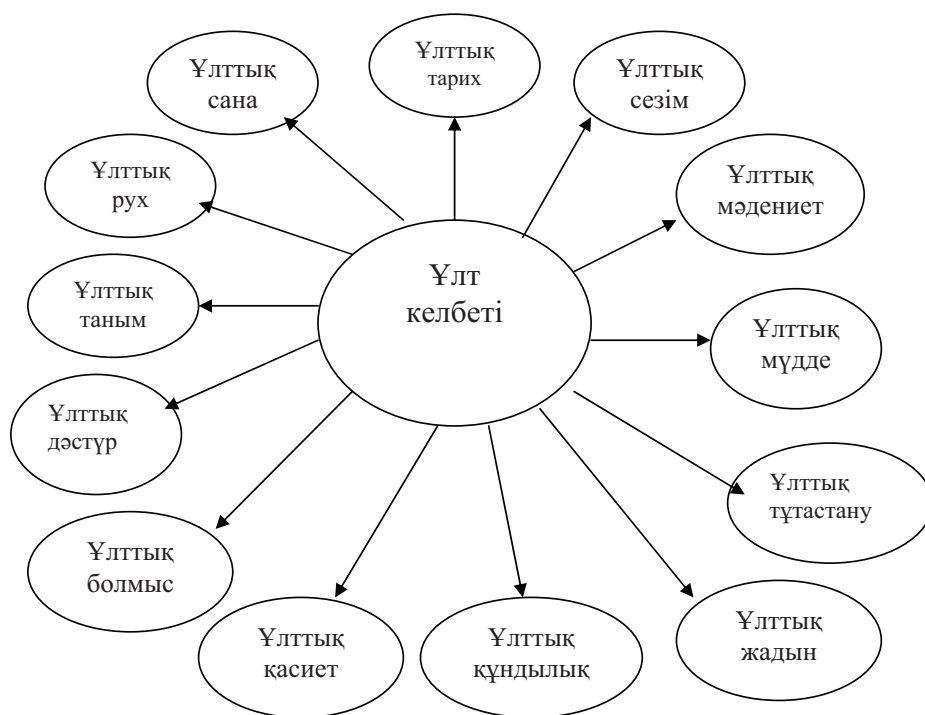 Ұлттық
тарих
Ұлттық
сана
Ұлттық
сезім
Ұлттық
рух
Ұлттық
мәдениет
Ұлт
келбеті
Ұлттық
таным
Ұлттық
мүдде
Ұлттық
дәстүр
Ұлттық
тұтастану
Ұлттық
болмыс
Ұлттық
қасиет
Ұлттық
құндылық
Ұлттық
жадын